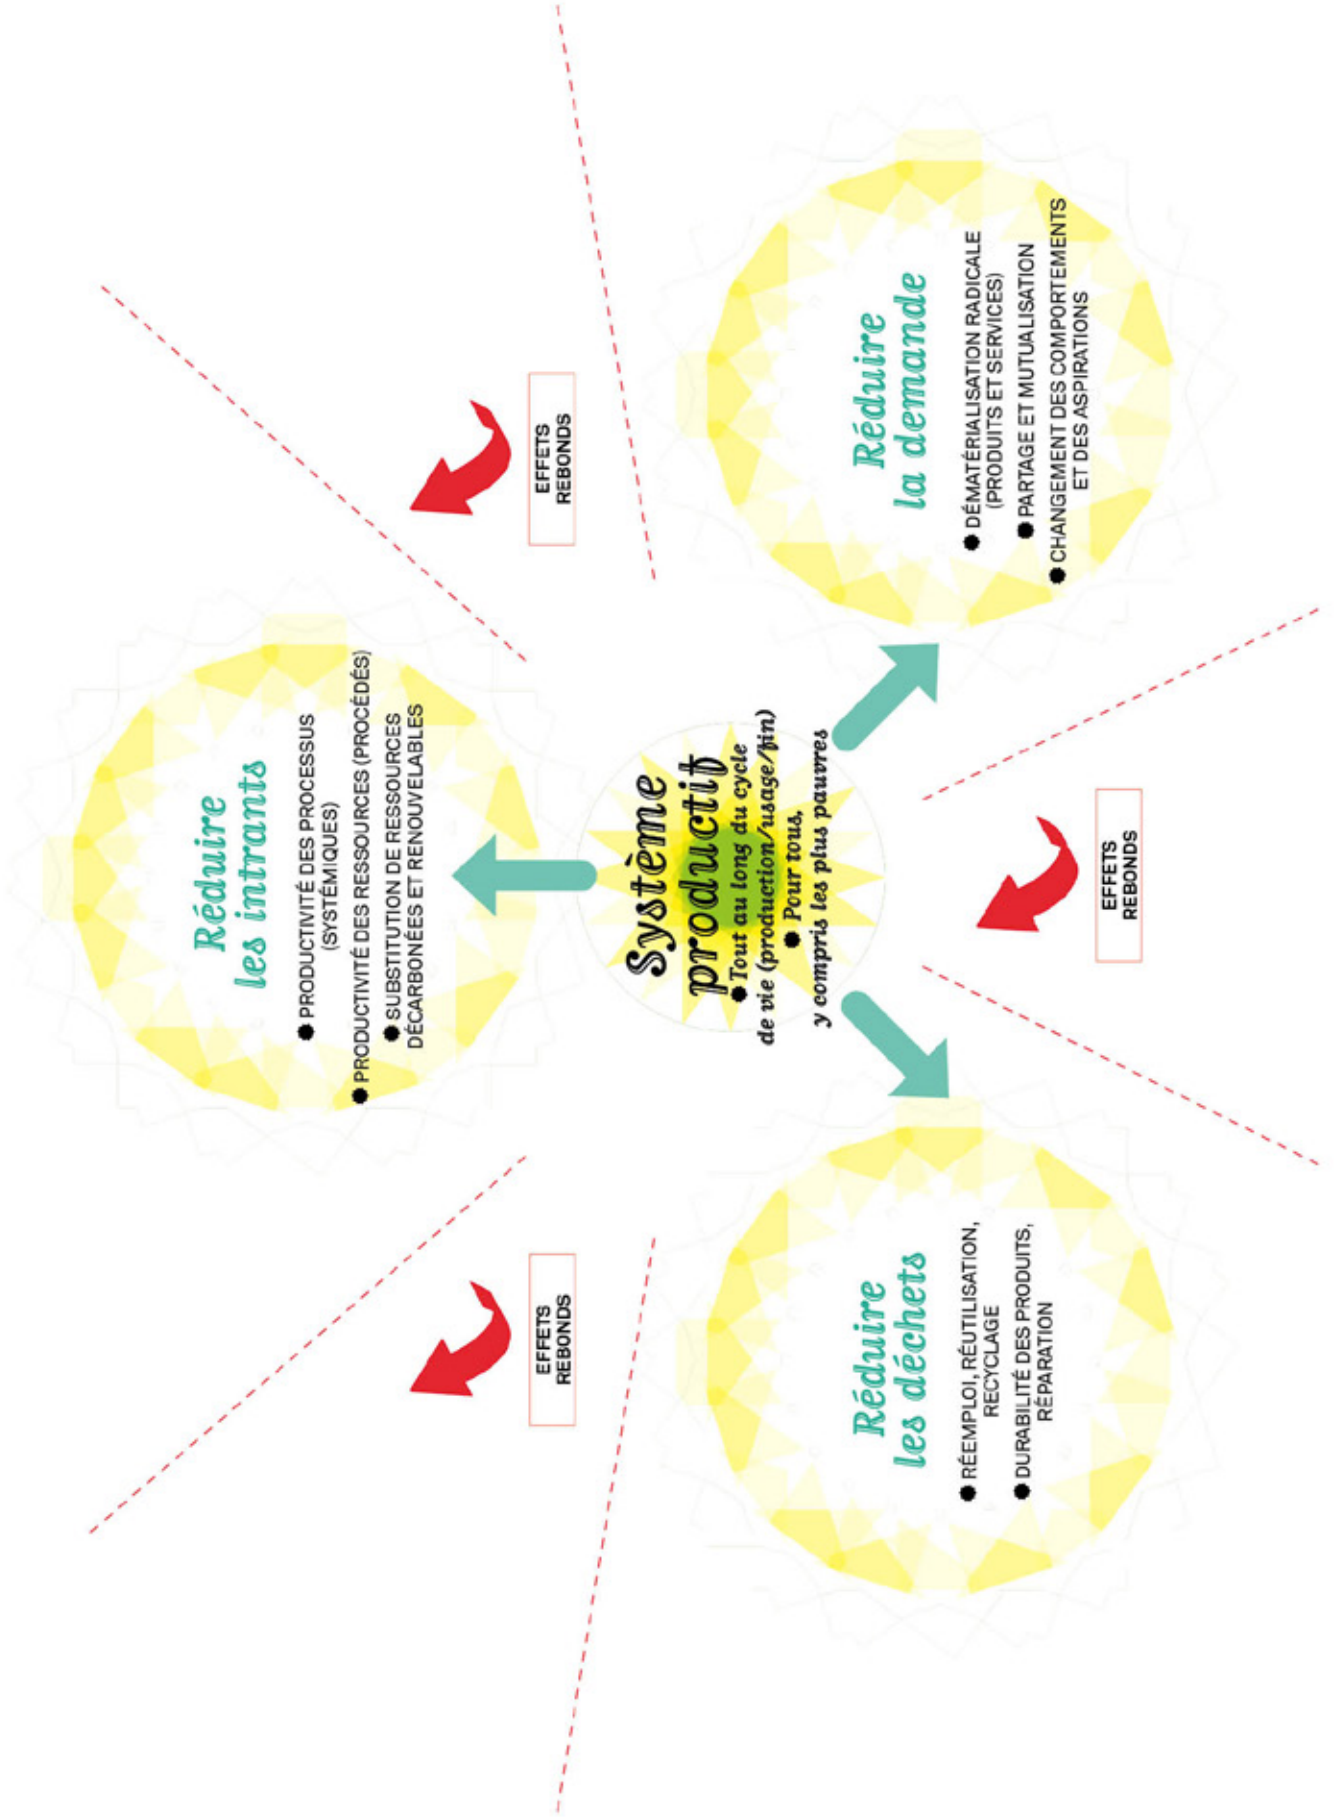 Réduire
les intrants
● PRODUCTIVITÉ DES PROCESSUS
(SYSTÉMIQUES)
● PRODUCTIVITÉ DES RESSOURCES (PROCÉDÉS)
● SUBSTITUTION DE RESSOURCES
DÉCARBONÉES ET RENOUVELABLES
EFFETS
REBONDS
EFFETS
REBONDS
Système
productif
● Tout au long du cycle
de vie (production/usage/fin)
● Pour tous,
y compris les plus pauvres
Réduire
les déchets
● RÉEMPLOI, RÉUTILISATION,
RECYCLAGE
● DURABILITÉ DES PRODUITS,
RÉPARATION
EFFETS
REBONDS
Réduire
la demande
● DÉMATÉRIALISATION RADICALE
(PRODUITS ET SERVICES)
● PARTAGE ET MUTUALISATION
● CHANGEMENT DES COMPORTEMENTS
ET DES ASPIRATIONS